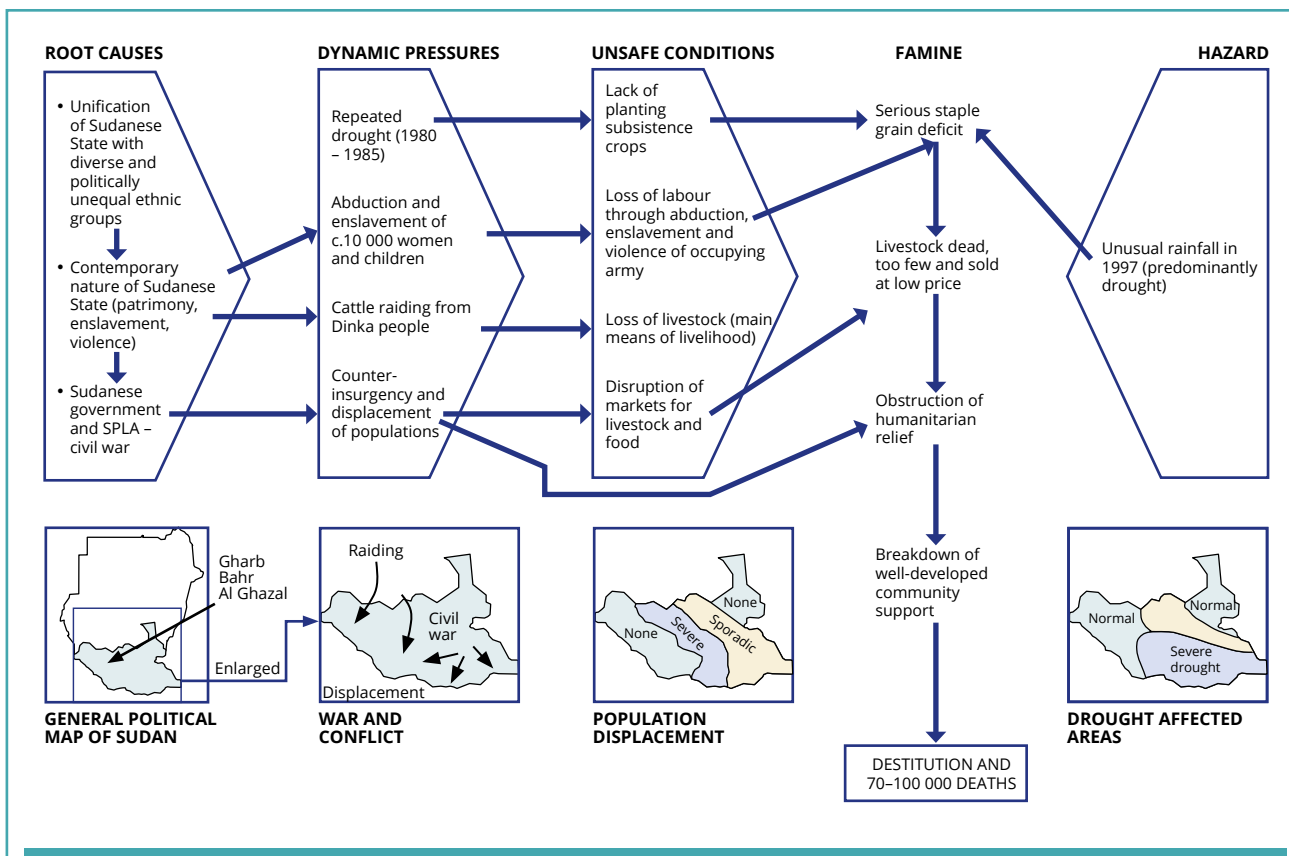 ROOT CAUSES
DYNAMIC PRESSURES
UNSAFE CONDITIONS
FAMINE
HAZARD
• Unification
of Sudanese
State with
diverse and
politically
unequal ethnic
groups
• Contemporary
nature of Sudanese
State (patrimony,
enslavement,
violence)
• Sudanese
government
and SPLA –
civil war
Repeated
drought (1980
– 1985)
Abduction and
enslavement of
c.10 000 women
and children
Cattle raiding from
Dinka people
Counter-
insurgency and
displacement
of populations
Lack of
planting
subsistence
crops
Loss of labour
through abduction,
enslavement and
violence of occupying
army
Loss of livestock (main
means of livelihood)
Disruption of
markets for
livestock and
food
Serious staple
grain deficit
Livestock dead,
too few and sold
at low price
Obstruction of
humanitarian
relief
Breakdown of
well-developed
community
support
DESTITUTION AND
70–100 000 DEATHS
Unusual rainfall in
1997 (predominantly
drought)
Gharb
Bahr
Al Ghazal
Enlarged
GENERAL POLITICAL
MAP OF SUDAN
Raiding
Civil
war
Displacement
WAR AND
CONFLICT
None
Severe
Sporadic
None
POPULATION
DISPLACEMENT
Normal
Normal
Severe
drought
DROUGHT AFFECTED
AREAS